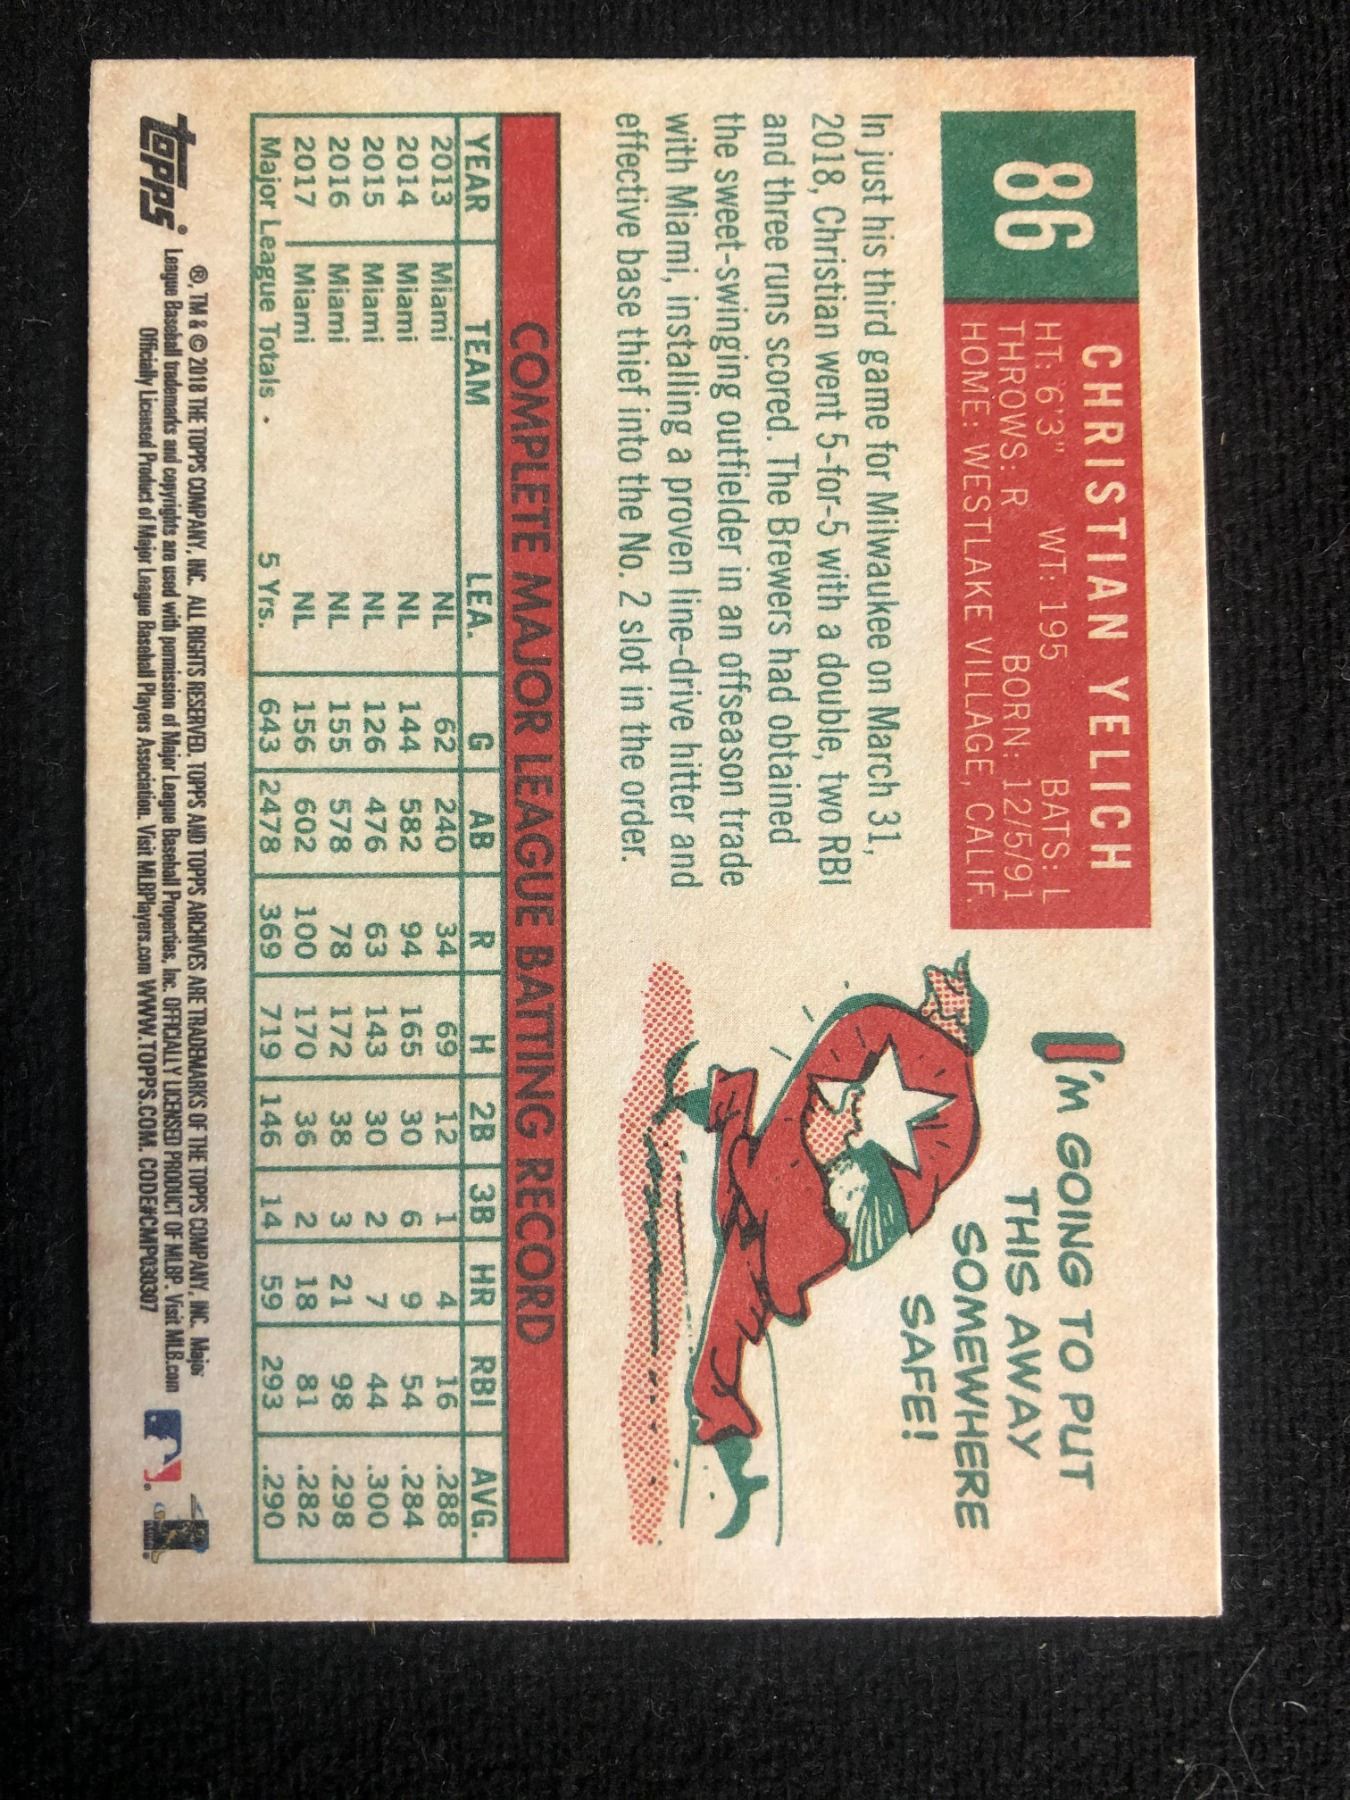 86
CHRISTIAN YELICH
HT: 6'3" WT: 195 BATS: L
THROWS: R BORN: 12/5/91
HOME: WESTLAKE VILLAGE, CALIF.
I'M GOING TO PUT
THIS AWAY
SOMEWHERE
SAFE!
In just his third game for Milwaukee on March 31,
2018, Christian went 5-for-5 with a double, two RBI
and three runs scored. The Brewers had obtained
the sweet-swinging outfielder in an offseason trade
with Miami, installing a proven line-drive hitter and
effective base thief into the No. 2 slot in the order.
COMPLETE MAJOR LEAGUE BATTING RECORD
YEAR TEAM LEA. G AB R H 2B 3B HR RBI AVG.
2013 Miami NL 62 240 34 69 12 1 4 16 .288
2014 Miami NL 144 582 94 165 30 6 9 54 .284
2015 Miami NL 126 476 63 143 30 2 7 44 .300
2016 Miami NL 155 578 78 172 38 3 21 98 .298
2017 Miami NL 156 602 100 170 36 2 18 81 .282
Major League Totals • 5 Yrs. 643 2478 369 719 146 14 59 293 .290
topps®
®, TM & © 2018 THE TOPPS COMPANY, INC. ALL RIGHTS RESERVED. TOPPS AND TOPPS ARCHIVES ARE TRADEMARKS OF THE TOPPS COMPANY, INC. Major
League Baseball trademarks and copyrights are used with permission of Major League Baseball Properties, Inc. OFFICIALLY LICENSED PRODUCT OF MLBP. Visit MLB.com
Officially Licensed Product of Major League Baseball Players Association. Visit MLBPlayers.com WWW.TOPPS.COM. CODE#CMP030307